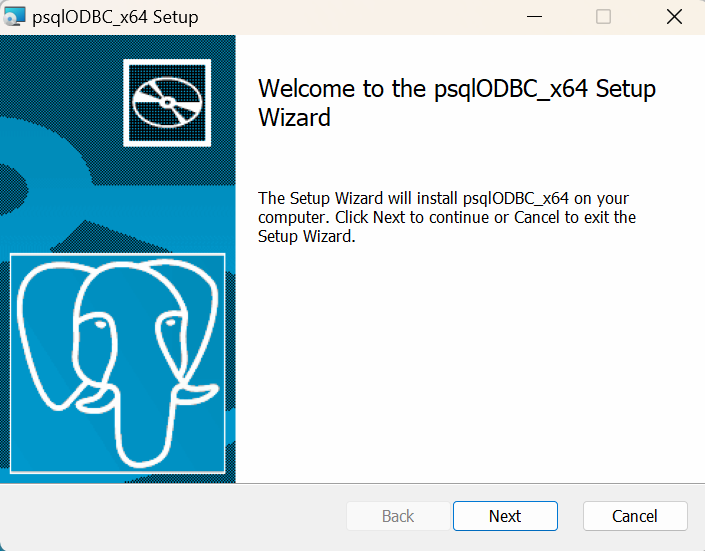 psqlODBC_x64 Setup
Welcome to the psqlODBC_x64 Setup
Wizard
The Setup Wizard will install psqlODBC_x64 on your
computer. Click Next to continue or Cancel to exit the
Setup Wizard.
Back
Next
Cancel